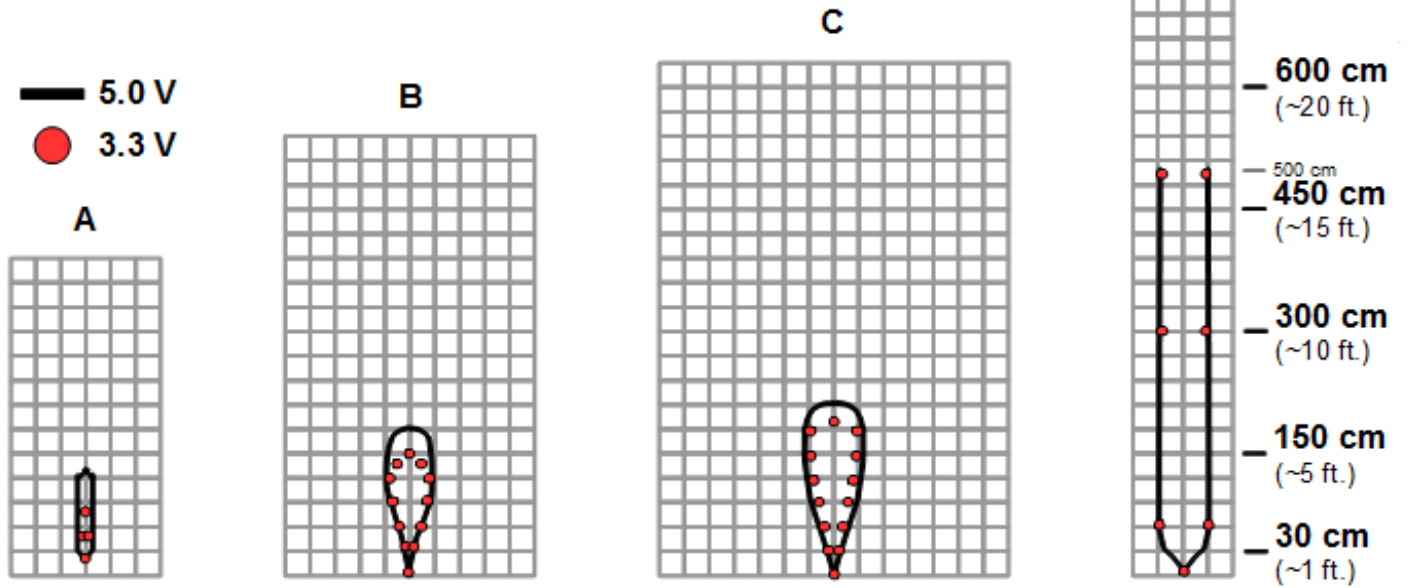 C
5.0 V
3.3 V
B
A
600 cm
(~20 ft.)
500 cm
450 cm
(~15 ft.)
300 cm
(~10 ft.)
150 cm
(~5 ft.)
30 cm
(~1 ft.)